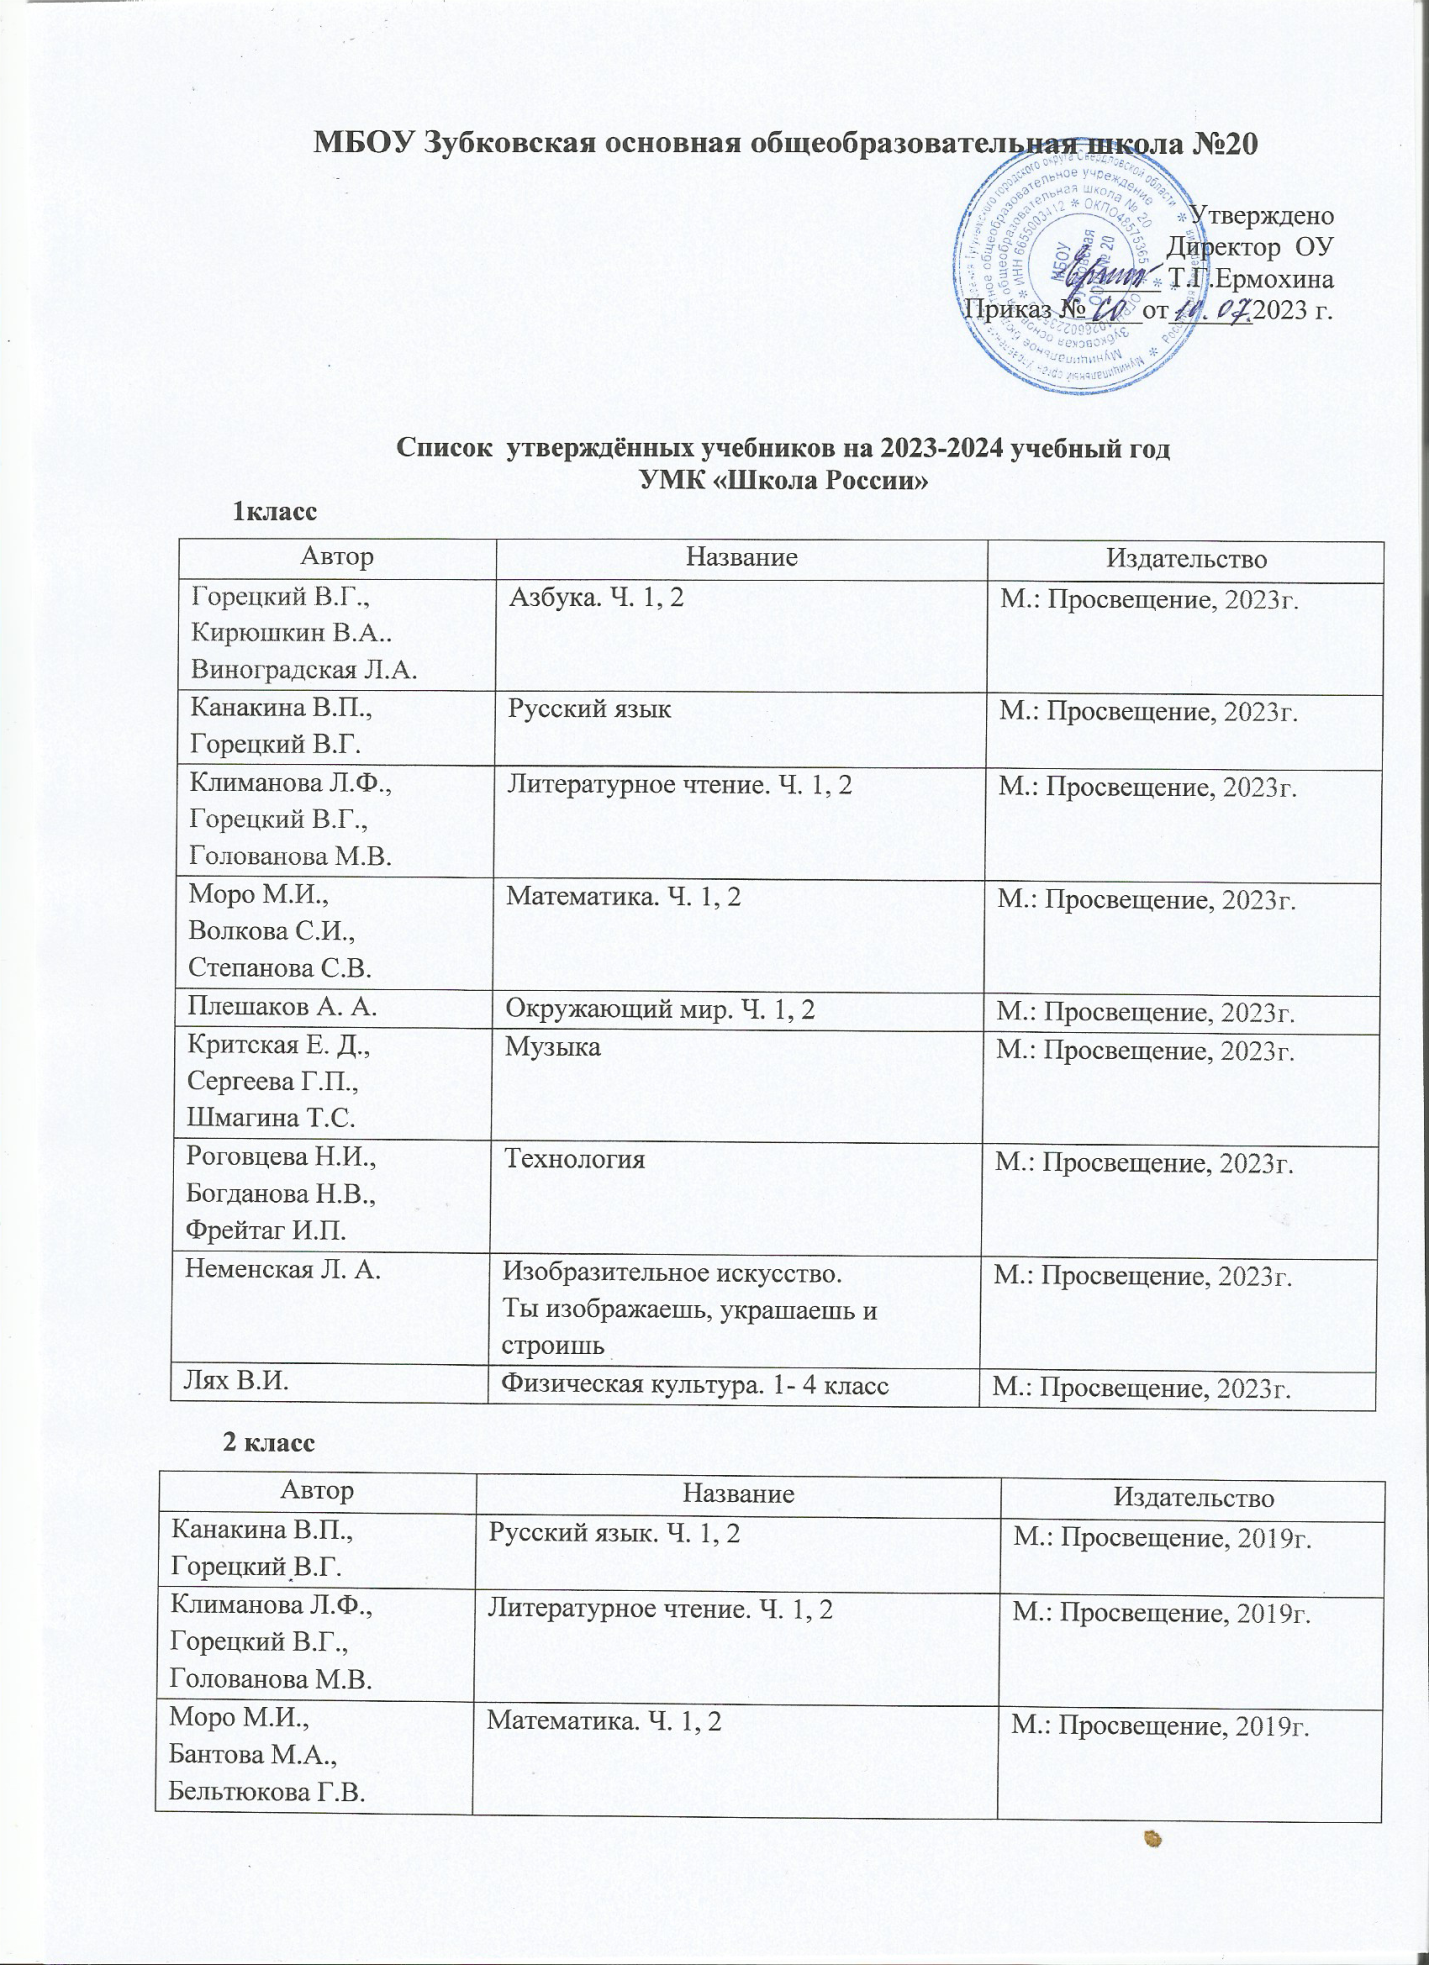 МБОУ Зубковская основная общеобразовательная школа №20
Утверждено
Директор ОУ
Т.Г.Ермохина
Приказ № от 10.07.2023 г.
Список утверждённых учебников на 2023-2024 учебный год
УМК «Школа России»
1класс
Автор Название Издательство
Горецкий В.Г., Азбука. Ч. 1, 2 М.: Просвещение, 2023г.
Кирюшкин В.А..
Виноградская Л.А.
Канакина В.П., Русский язык М.: Просвещение, 2023г.
Горецкий В.Г.
Климанова Л.Ф., Литературное чтение. Ч. 1, 2 М.: Просвещение, 2023г.
Горецкий В.Г.,
Голованова М.В.
Моро М.И., Математика. Ч. 1, 2 М.: Просвещение, 2023г.
Волкова С.И.,
Степанова С.В.
Плешаков А. А. Окружающий мир. Ч. 1, 2 М.: Просвещение, 2023г.
Критская Е. Д., Музыка М.: Просвещение, 2023г.
Сергеева Г.П.,
Шмагина Т.С.
Роговцева Н.И., Технология М.: Просвещение, 2023г.
Богданова Н.В.,
Фрейтаг И.П.
Неменская Л. А. Изобразительное искусство. М.: Просвещение, 2023г.
Ты изображаешь, украшаешь и
строишь
Лях В.И. Физическая культура. 1- 4 класс М.: Просвещение, 2023г.
2 класс
Автор Название Издательство
Канакина В.П., Русский язык. Ч. 1, 2 М.: Просвещение, 2019г.
Горецкий В.Г.
Климанова Л.Ф., Литературное чтение. Ч. 1, 2 М.: Просвещение, 2019г.
Горецкий В.Г.,
Голованова М.В.
Моро М.И., Математика. Ч. 1, 2 М.: Просвещение, 2019г.
Бантова М.А.,
Бельтюкова Г.В.